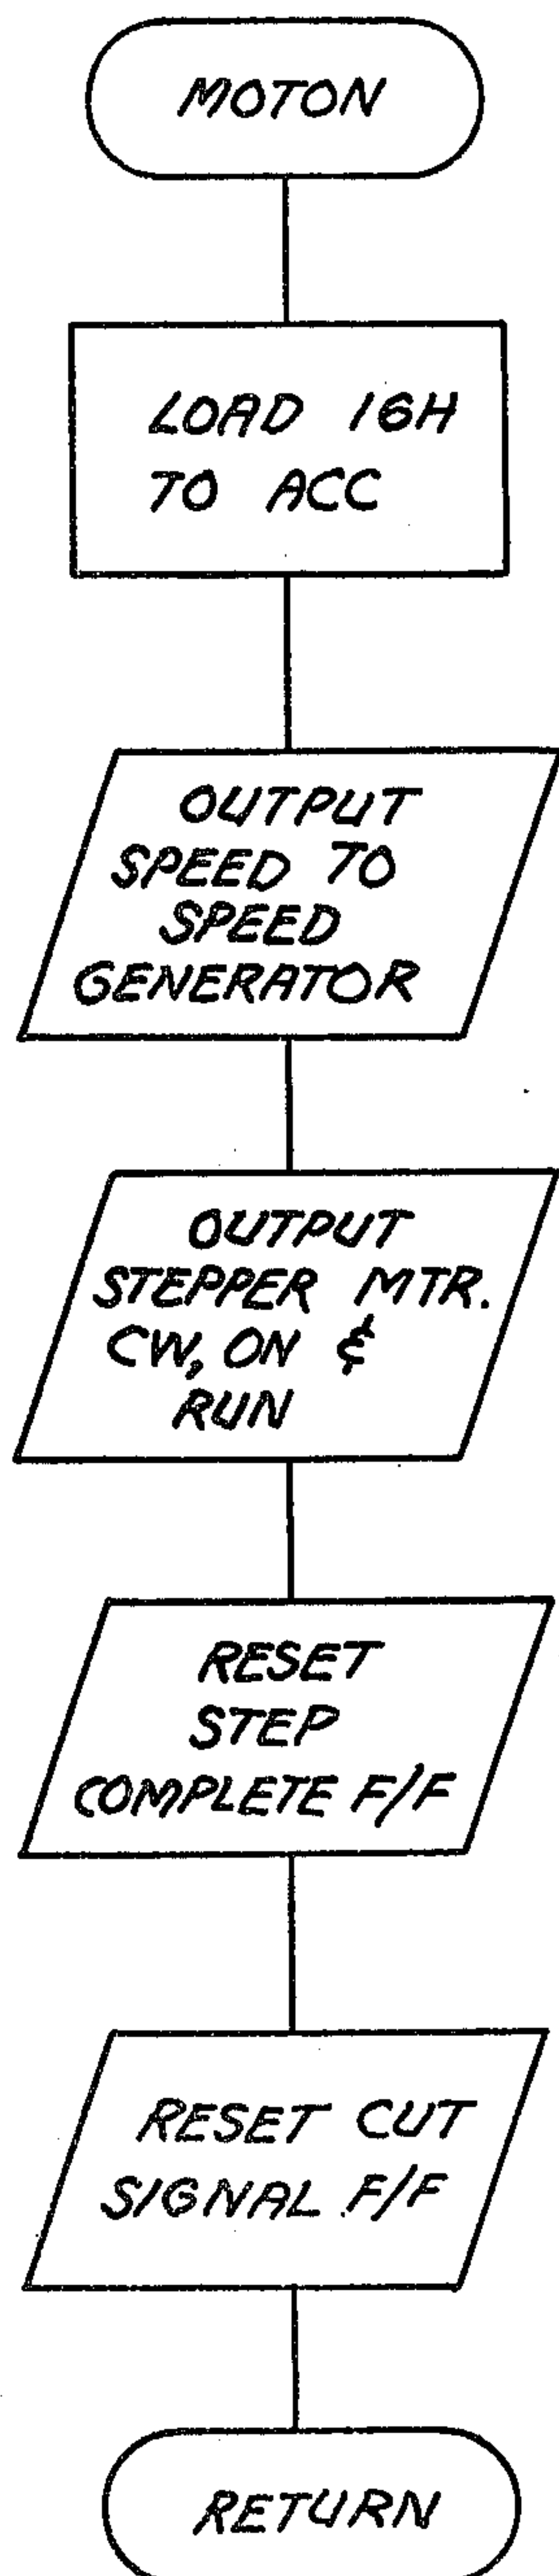 MOTON
LOAD 16H
TO ACC
OUTPUT
SPEED TO
SPEED
GENERATOR
OUTPUT
STEPPER MTR.
CW, ON &
RUN
RESET
STEP
COMPLETE F/F
RESET CUT
SIGNAL F/F
RETURN